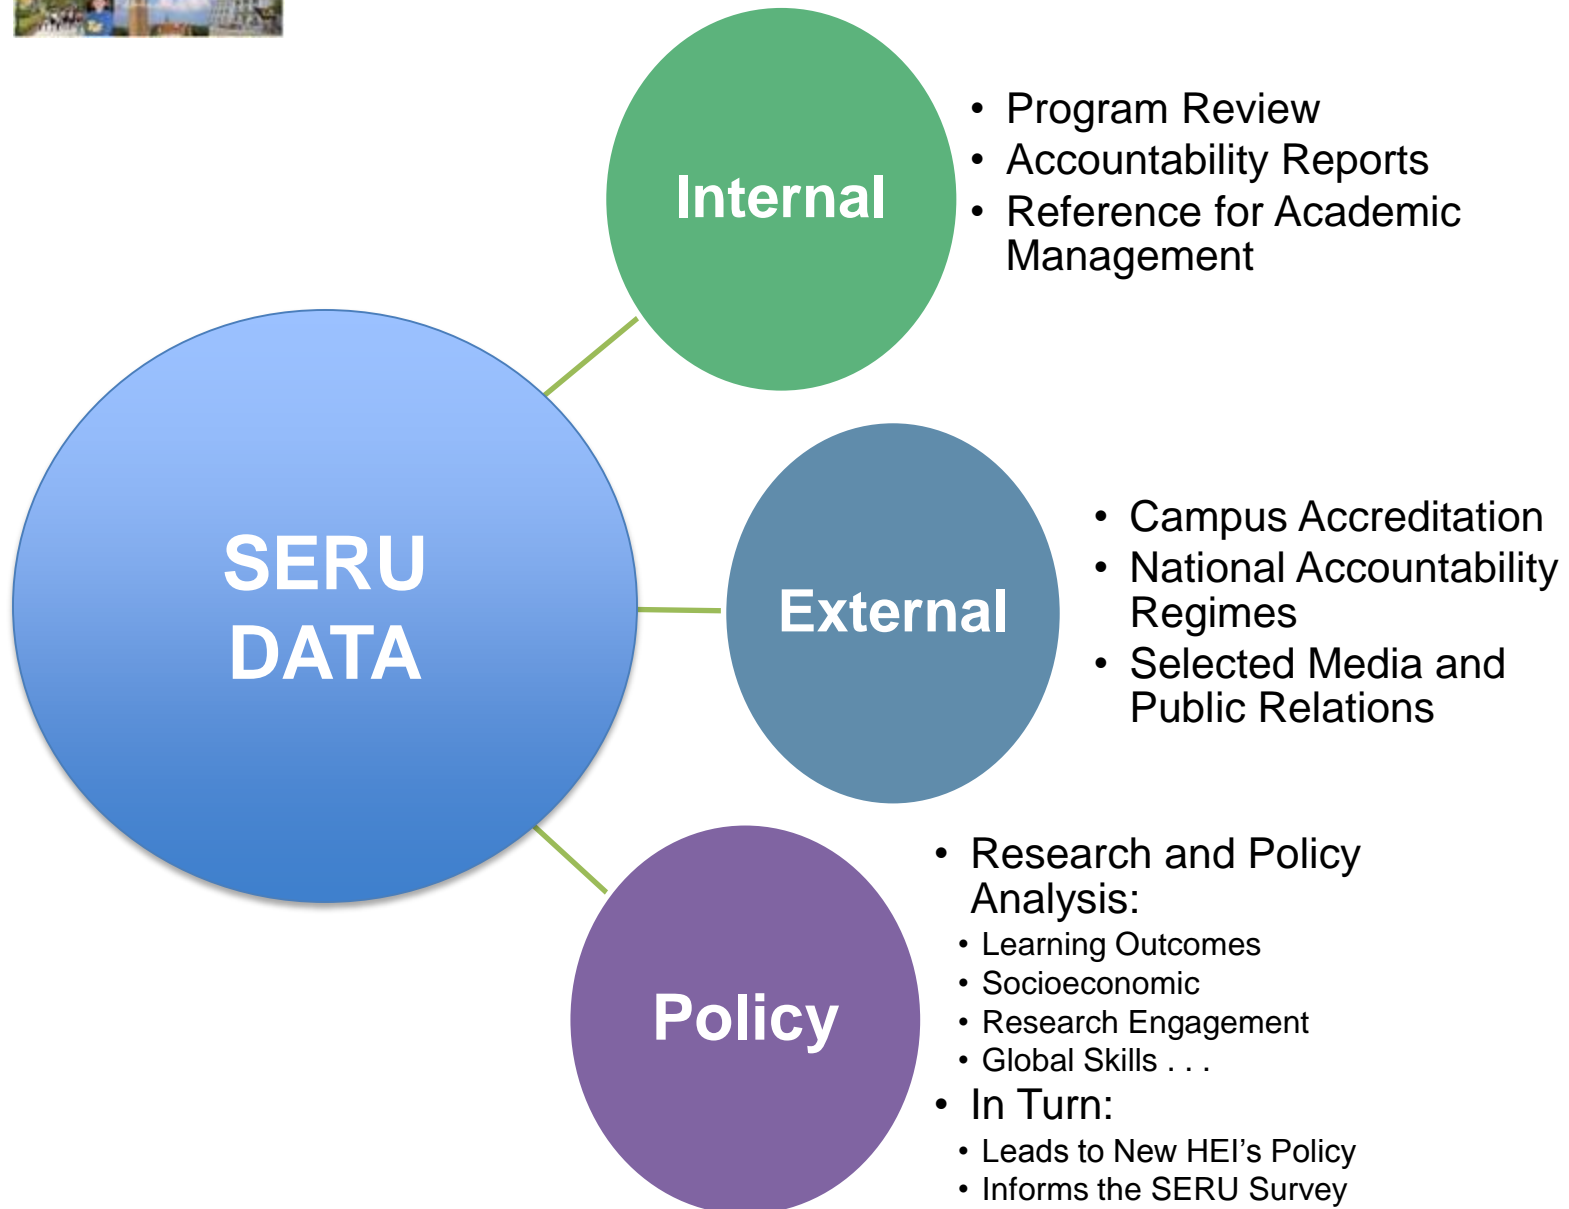 Internal
• Program Review
• Accountability Reports
• Reference for Academic
Management
SERU
DATA
External
• Campus Accreditation
• National Accountability
Regimes
• Selected Media and
Public Relations
Policy
• Research and Policy
Analysis:
• Learning Outcomes
• Socioeconomic
• Research Engagement
• Global Skills . . .
• In Turn:
• Leads to New HEI’s Policy
• Informs the SERU Survey